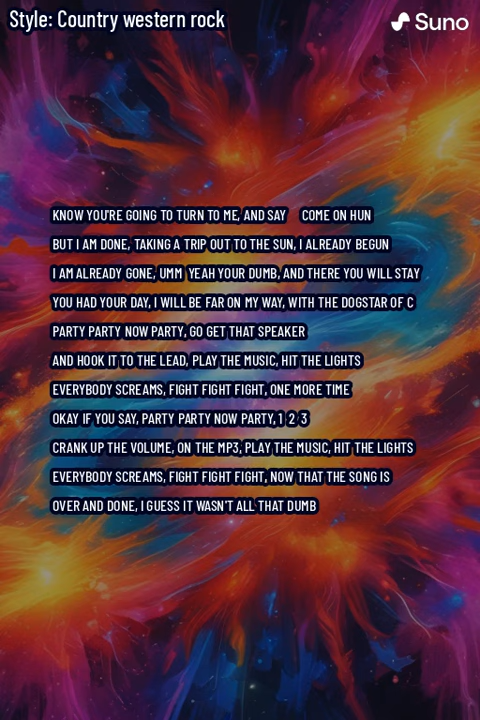 Style: Country western rock
Suno
KNOW YOU'RE GOING TO TURN TO ME, AND SAY COME ON HUN
BUT I AM DONE, TAKING A TRIP OUT TO THE SUN, I ALREADY BEGUN
I AM ALREADY GONE, UMM YEAH YOUR DUMB, AND THERE YOU WILL STAY
YOU HAD YOUR DAY, I WILL BE FAR ON MY WAY, WITH THE DOGSTAR OF C
PARTY PARTY NOW PARTY, GO GET THAT SPEAKER
AND HOOK IT TO THE LEAD, PLAY THE MUSIC, HIT THE LIGHTS
EVERYBODY SCREAMS, FIGHT FIGHT FIGHT, ONE MORE TIME
OKAY IF YOU SAY, PARTY PARTY NOW PARTY, 1 2 3
CRANK UP THE VOLUME, ON THE MP3, PLAY THE MUSIC, HIT THE LIGHTS
EVERYBODY SCREAMS, FIGHT FIGHT FIGHT, NOW THAT THE SONG IS
OVER AND DONE, I GUESS IT WASN'T ALL THAT DUMB